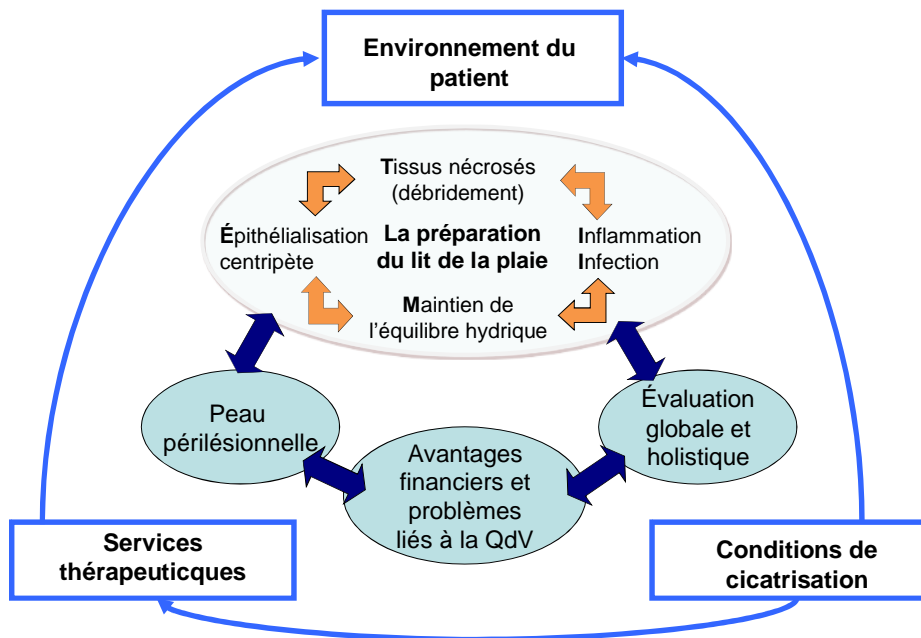 Environnement du
patient
Tissus nécrosés
(débridement)
Épithélialisation
centripète
La préparation
du lit de la plaie
Inflammation
Infection
Maintien de
l'équilibre hydrique
Peau
périlésionnelle
Évaluation
globale et
holistique
Avantages
financiers et
problèmes
liés à la QdV
Services
thérapeuticques
Conditions de
cicatrisation